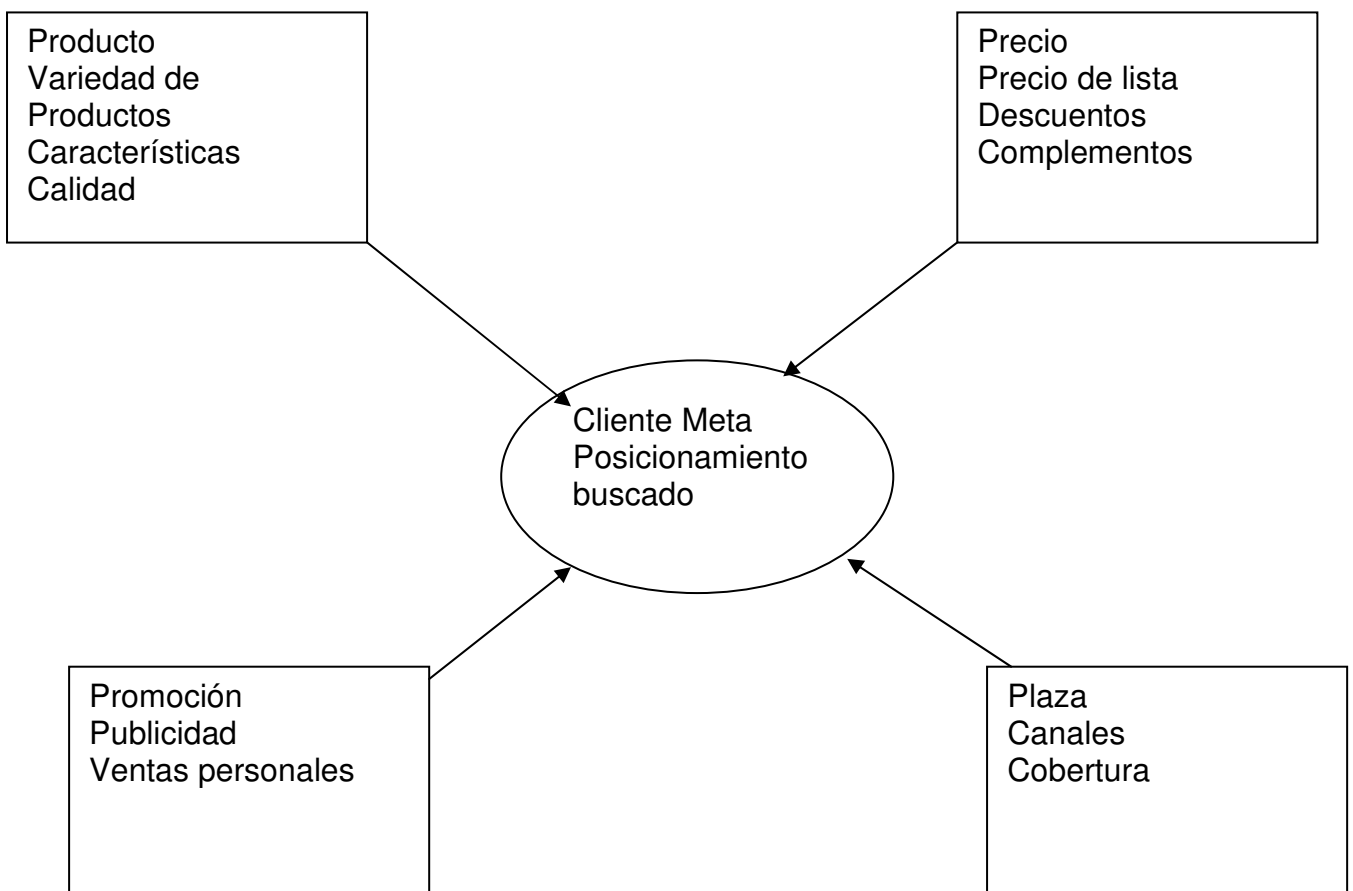 Producto
Variedad de
Productos
Características
Calidad
Precio
Precio de lista
Descuentos
Complementos
Cliente Meta
Posicionamiento
buscado
Promoción
Publicidad
Ventas personales
Plaza
Canales
Cobertura